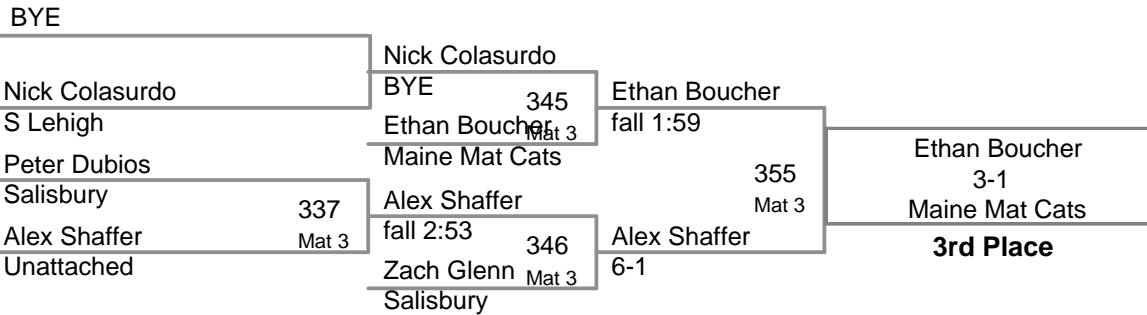 BYE
Nick Colasurdo
S Lehigh
Peter Dubios
Salisbury
337
Mat 3
Alex Shaffer
Unattached
Nick Colasurdo
BYE
345
Mat 3
Ethan Boucher
Maine Mat Cats
Alex Shaffer
fall 2:53
346
Mat 3
Zach Glenn
Salisbury
Ethan Boucher
fall 1:59
355
Mat 3
Alex Shaffer
6-1
Ethan Boucher
3-1
Maine Mat Cats
3rd Place